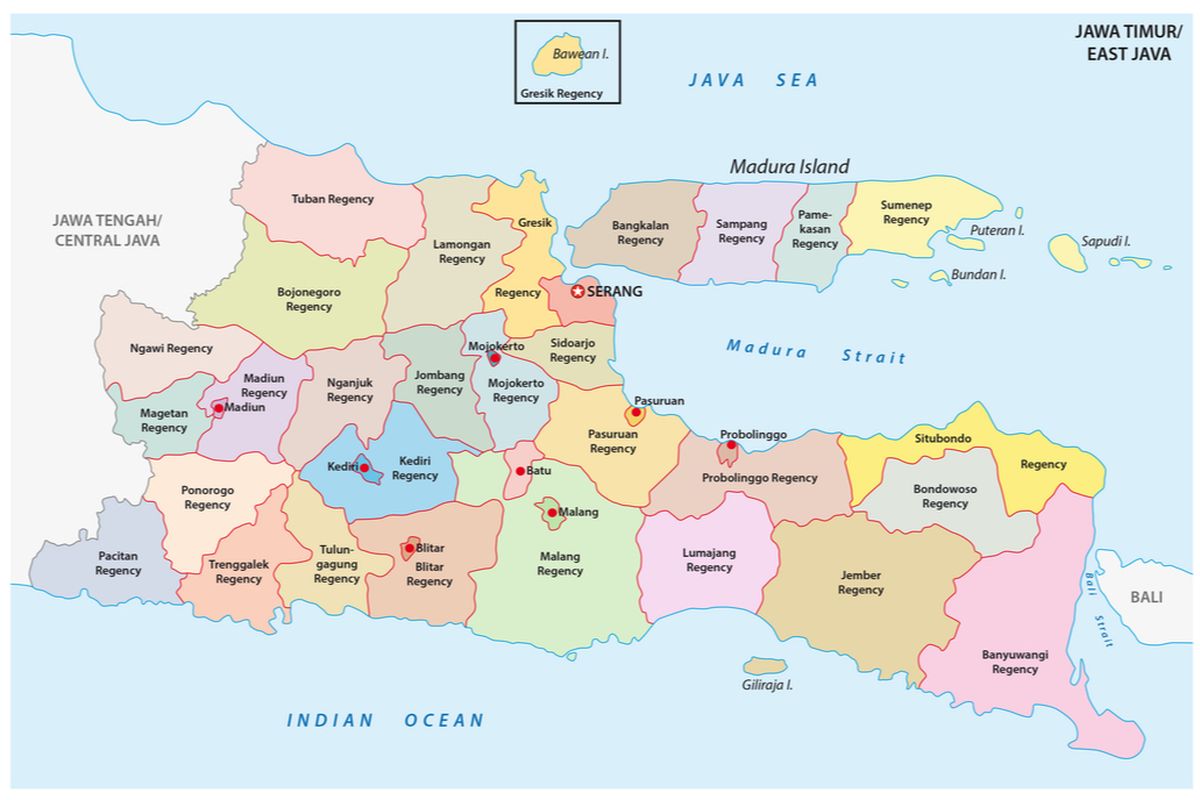 JAWA TIMUR/
EAST JAVA
Bawean I.
Gresik Regency
JAVA SEA
Madura Island
JAWA TENGAH/
CENTRAL JAVA
Tuban Regency
Lamongan
Regency
Gresik
Regency
Bangkalan
Regency
Sampang
Regency
Pame-
kasan
Regency
Sumenep
Regency
Puteran I.
Sapudi I.
Bundan I.
Bojonegoro
Regency
SERANG
Ngawi Regency
Mojokerto
Sidoarjo
Regency
Madura Strait
Madiun
Regency
Madiun
Magetan
Regency
Nganjuk
Regency
Jombang
Regency
Mojokerto
Regency
Pasuruan
Pasuruan
Regency
Probolinggo
Probolinggo Regency
Situbondo
Regency
Bondowoso
Regency
Kediri
Kediri
Regency
Batu
Malang
Ponorogo
Regency
Pacitan
Regency
Trenggalek
Regency
Tulun-
gagung
Regency
Blitar
Blitar
Regency
Malang
Regency
Lumajang
Regency
Jember
Regency
Banyuwangi
Regency
Bali Strait
BALI
Giliraja I.
INDIAN OCEAN